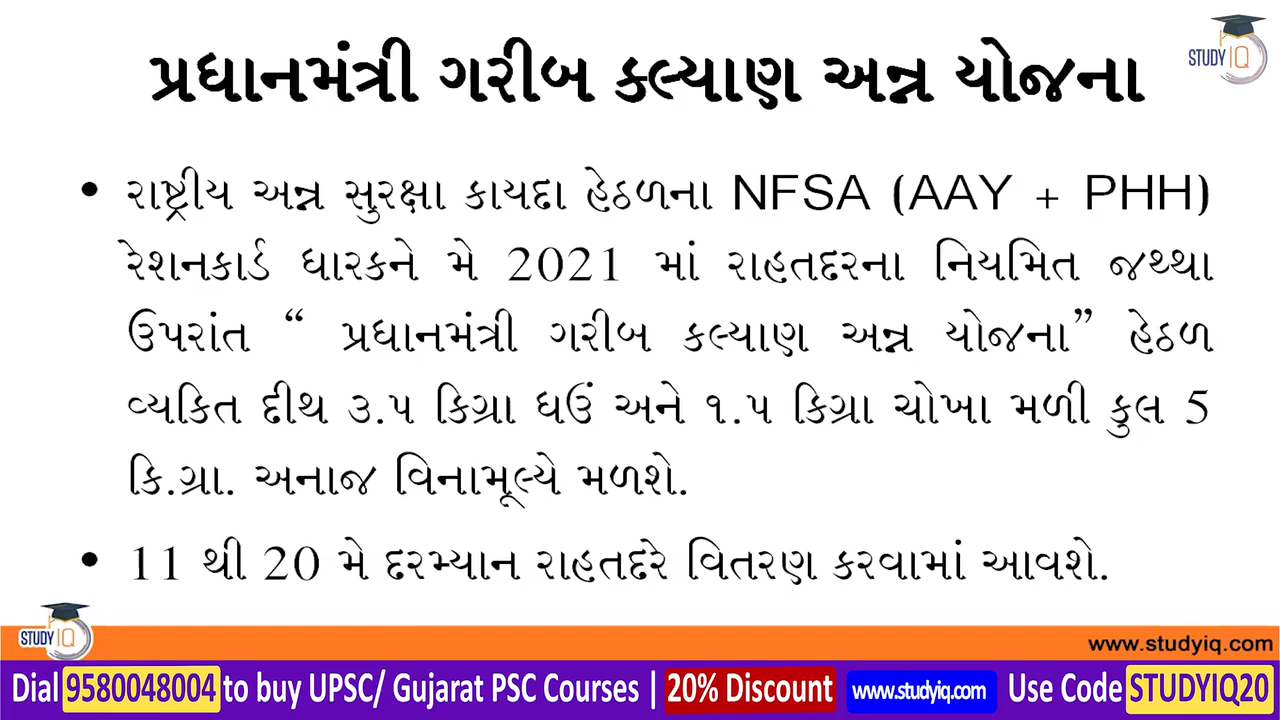 પ્રધાનમંત્રી ગરીબ કલ્યાણ અન્ન યોજના
STUDY IQ
• રાષ્ટ્રીય અન્ન સુરક્ષા કાયદા હેઠળના NFSA (AAY + PHH)
રેશનકાર્ડ ધારકને મે 2021 માં રાહતદરના નિયમિત જથ્થા
ઉપરાંત “ પ્રધાનમંત્રી ગરીબ કલ્યાણ અન્ન યોજના” હેઠળ
વ્યકિત દીથ ૩.૫ કિગ્રા ઘઉં અને ૧.૫ કિગ્રા ચોખા મળી કુલ 5
કિ.ગ્રા. અનાજ વિનામૂલ્યે મળશે.
• 11 થી 20 મે દરમ્યાન રાહતદરે વિતરણ કરવામાં આવશે.
STUDY IQ
www.studyiq.com
Dial 9580048004 to buy UPSC/ Gujarat PSC Courses | 20% Discount www.studyiq.com Use Code STUDYIQ20